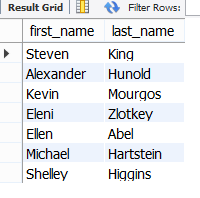 Result Grid Filter Rows:
first_name last_name
Steven King
Alexander Hunold
Kevin Mourgos
Eleni Zlotkey
Ellen Abel
Michael Hartstein
Shelley Higgins